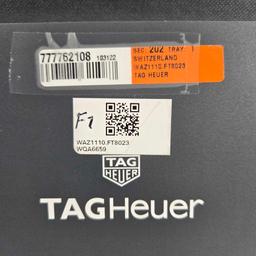 777762108 103122
SEC: 202 TRAY: 1
SWITZERLAND
WAZ1110.FT8023
TAG HEUER
F1
WAZ1110.FT8023
WQA6659
TAG
HEUER
TAGHeuer